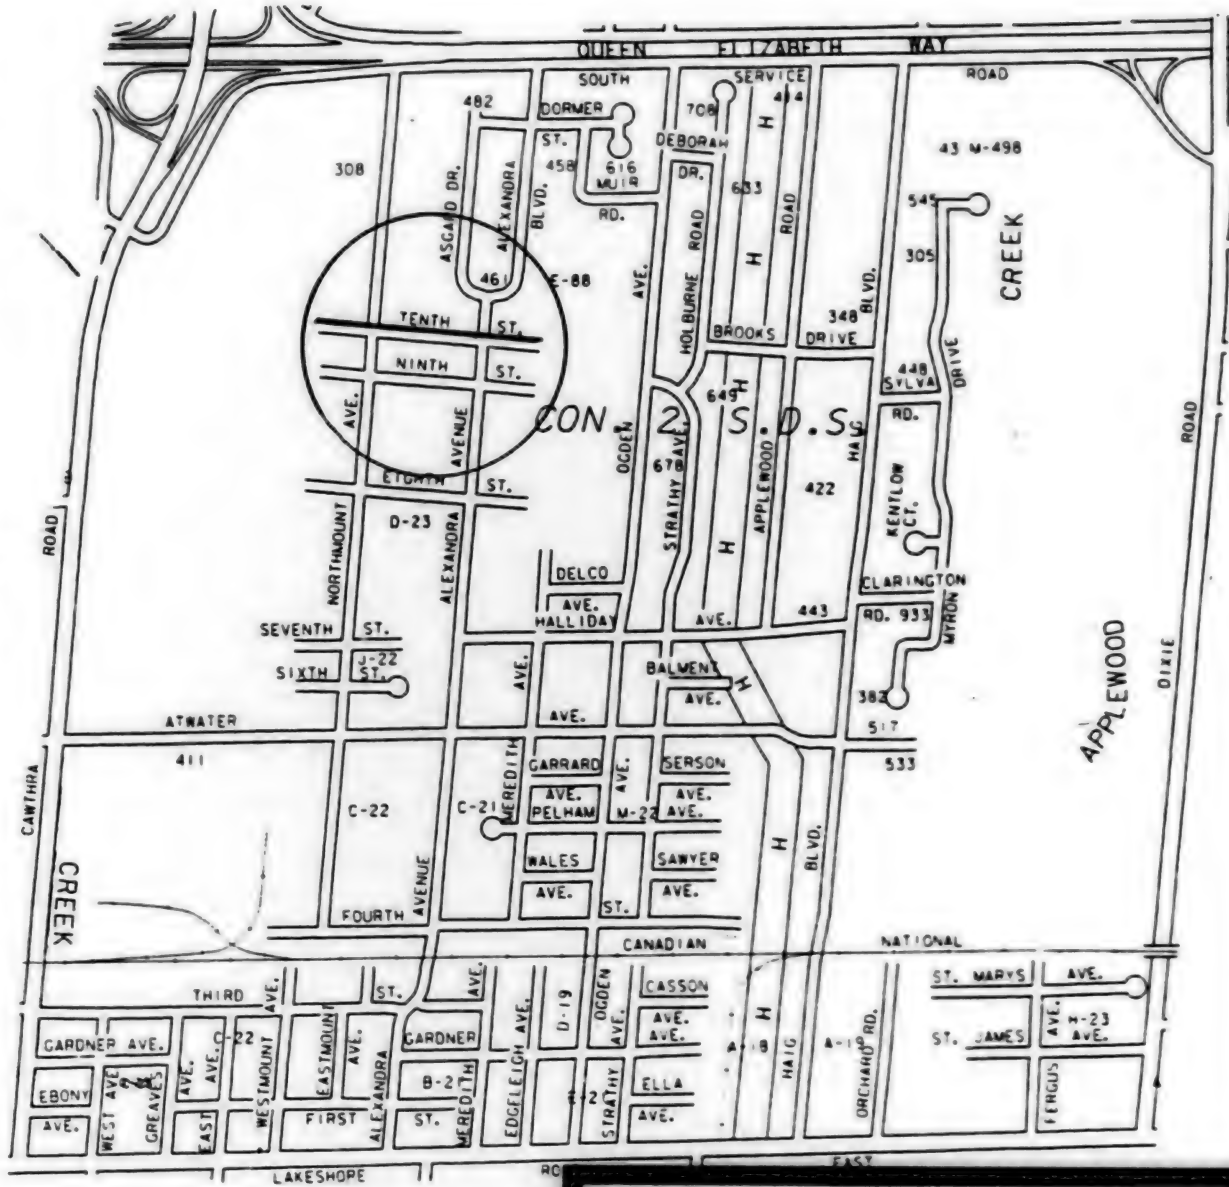 QUEEN ELIZABETH WAY
SOUTH SERVICE ROAD
482
DORMER
ST.
708
414
DEBORAH
DR.
43 M-498
308
458
616
MUIR
RD.
633
ROAD
545
ASGARD DR.
ALEXANDRA
BLVD.
HOLBURNE ROAD
305
CREEK
461
E-88
AVE.
348
BLVD.
TENTH ST.
BROOKS DRIVE
NINTH ST.
448
SYLVA
RD.
DRIVE
649
H
H
H
AVE.
AVENUE
CON. 2 S.D.S.
OGDEN
678
STRATHY AVE.
APPLEWOOD
HAIG
422
ROAD
EIGHTH ST.
D-23
KENTLOW
CT.
ROAD
NORTHMOUNT
ALEXANDRA
H
DELCO
AVE.
HALLIDAY AVE.
443
CLARINGTON
RD. 933
MYRON
SEVENTH ST.
J-22
SIXTH ST.
BALMENT
AVE.
H
382
APPLEWOOD
DIXIE
ATWATER AVE.
AVE.
517
411
533
GARRARD
AVE.
SERSON
AVE.
MEREDITH
AVE.
C-22
C-21
PELHAM
M-22
AVE.
CAWTHRA
H
BLVD.
WALES
AVE.
SAWYER
AVE.
CREEK
AVENUE
FOURTH ST.
CANADIAN NATIONAL
THIRD ST.
AVE.
AVE.
CASSON
AVE.
ST. MARYS AVE.
D-19
OGDEN
AVE.
AVE.
H
GARDNER AVE.
C-22
GARDNER
ST. JAMES AVE.
H-23
AVE.
EBONY
AVE.
WEST AVE
GREAVES
AVE.
EAST AVE.
WESTMOUNT
EASTMOUNT
AVE.
ALEXANDRA
B-21
MEREDITH
EDGELEIGH AVE.
STRATHY
ELLA
AVE.
HAIG
ORCHARD RD.
FERGUS
FIRST ST.
LAKESHORE EAST